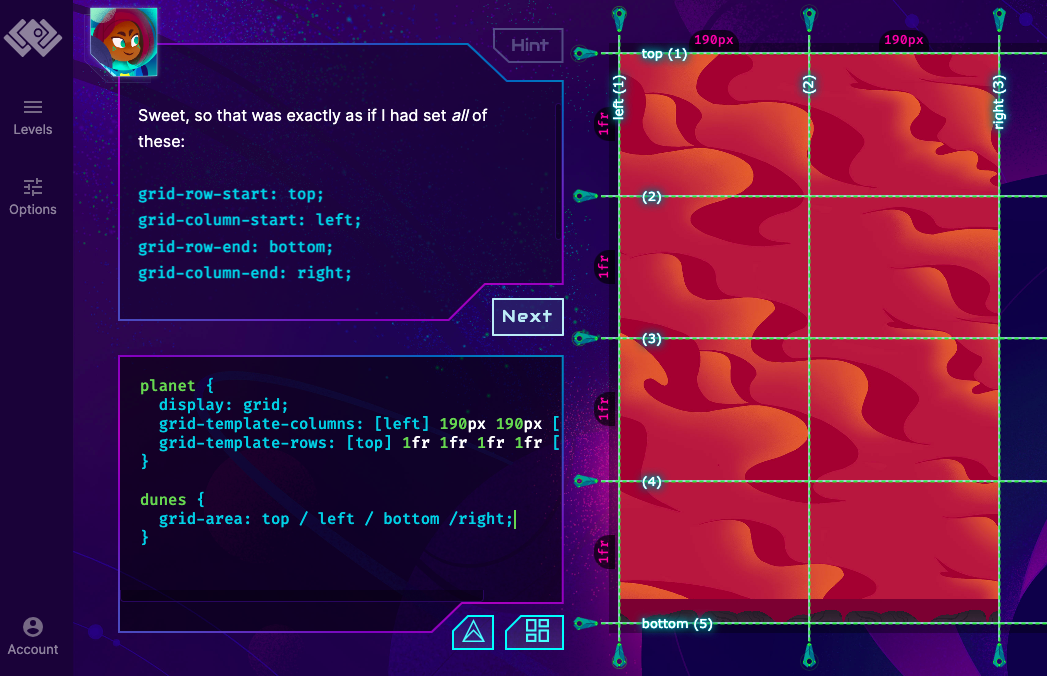 Levels
Options
Account
Hint
Sweet, so that was exactly as if I had set all of
these:
grid-row-start: top;
grid-column-start: left;
grid-row-end: bottom;
grid-column-end: right;
Next
planet {
display: grid;
grid-template-columns: [left] 190px 190px [
grid-template-rows: [top] 1fr 1fr 1fr 1fr [
}
dunes {
grid-area: top / left / bottom /right;
}
190px 190px
top (1)
left (1)
(2)
right (3)
1fr
(2)
1fr
(3)
1fr
(4)
1fr
bottom (5)